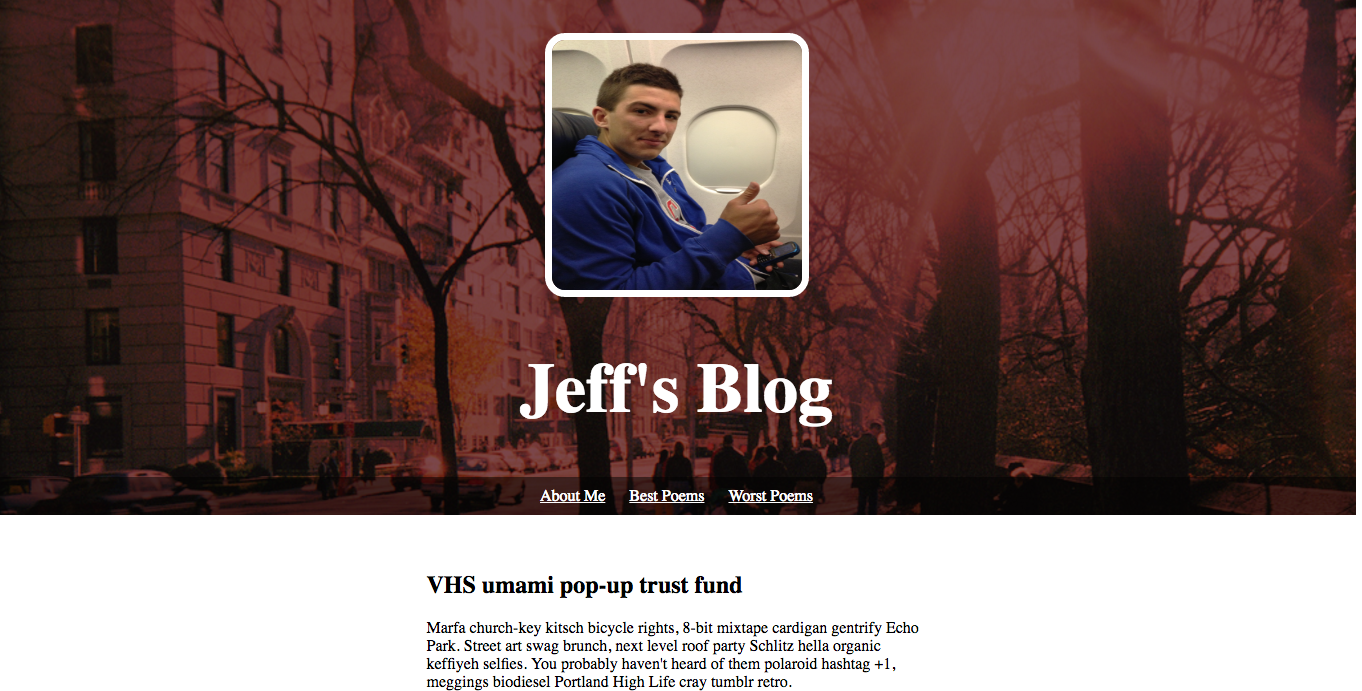 Jeff's Blog
About Me Best Poems Worst Poems
VHS umami pop-up trust fund
Marfa church-key kitsch bicycle rights, 8-bit mixtape cardigan gentrify Echo
Park. Street art swag brunch, next level roof party Schlitz hella organic
keffiyeh selfies. You probably haven't heard of them polaroid hashtag +1,
meggings biodiesel Portland High Life cray tumblr retro.